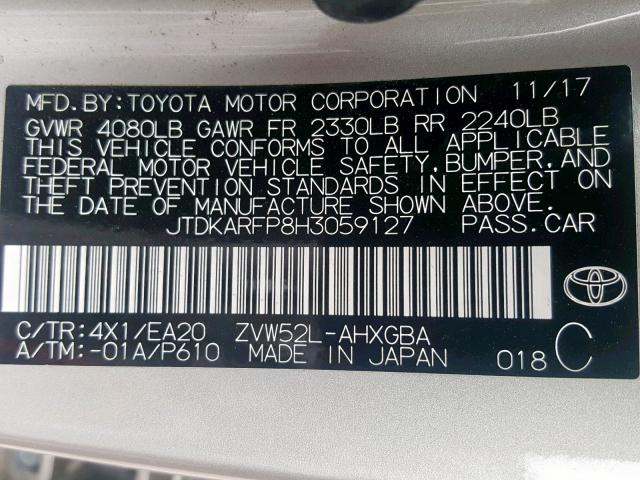 MFD. BY: TOYOTA MOTOR CORPORATION 11/17
GVWR 4080LB GAWR FR 2330LB RR 2240LB
THIS VEHICLE CONFORMS TO ALL APPLICABLE
FEDERAL MOTOR VEHICLE SAFETY, BUMPER, AND
THEFT PREVENTION STANDARDS IN EFFECT ON
THE DATE OF MANUFACTURE SHOWN ABOVE.
JTDKARFP8H3059127 PASS. CAR
C/TR: 4X1/EA20 ZVW52L-AHXGBA
A/TM: -01A/P610 MADE IN JAPAN 018 C